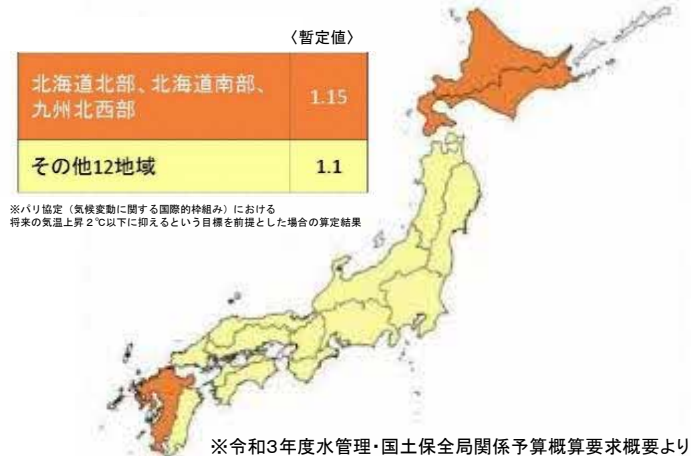 〈暫定値〉
北海道北部、北海道南部、
九州北西部
1.15
その他12地域
1.1
※パリ協定（気候変動に関する国際的枠組み）における
将来の気温上昇２℃以下に抑えるという目標を前提とした場合の算定結果
※令和3年度水管理・国土保全局関係予算概算要求概要より